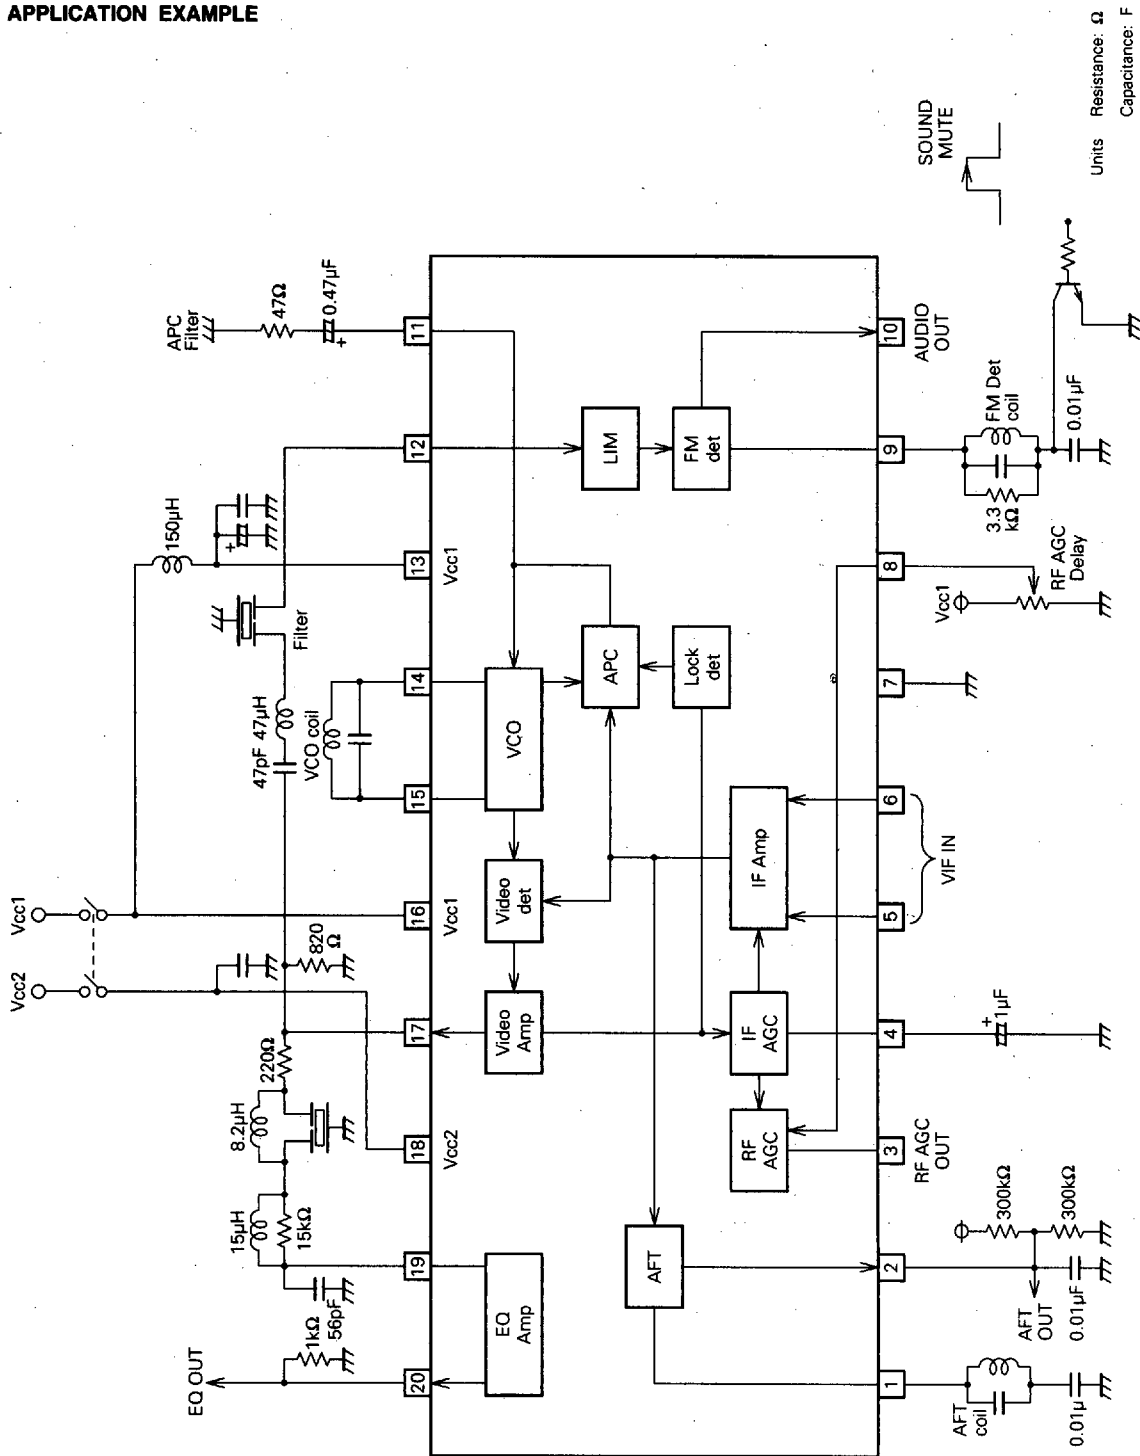 APPLICATION EXAMPLE
Units Resistance: Ω
Capacitance: F
EQ OUT
1kΩ
56pF
15µH
15kΩ
8.2µH
220Ω
Vcc2
Vcc1
820
Ω
47pF 47µH
VCO coil
Filter
150µH
+
APC
Filter
47Ω
0.47µF
+
20
19
18
17
16
15
14
13
12
11
Vcc2
Vcc1
Vcc1
EQ
Amp
Video
Amp
Video
det
VCO
APC
Lock
det
LIM
FM
det
AFT
RF
AGC
IF
AGC
IF Amp
1
2
3
4
5
6
7
8
9
10
AFT
coil
0.01µ
AFT
OUT
0.01µF
300kΩ
300kΩ
RF AGC
OUT
+
1µF
VIF IN
Vcc1
RF AGC
Delay
3.3
kΩ
FM Det
coil
0.01µF
AUDIO
OUT
SOUND
MUTE